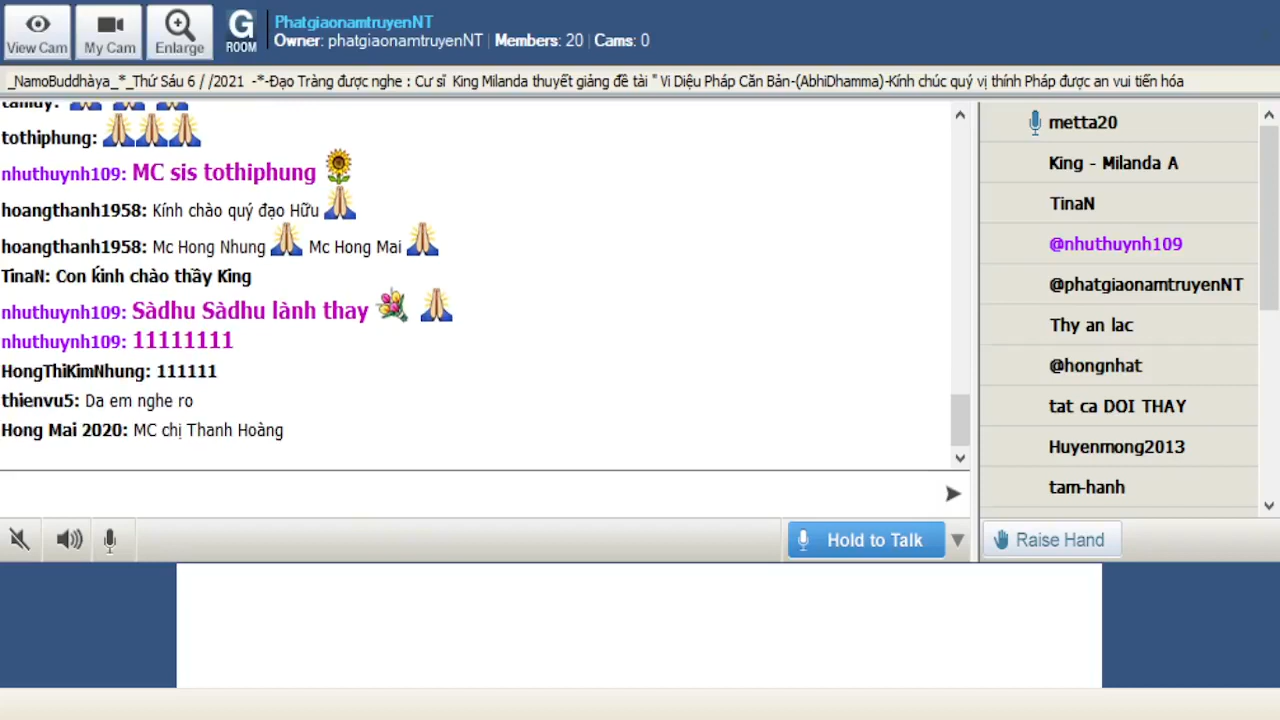 PhatgiaonamtruyenNT
Owner: phatgiaonamtruyenNT | Members: 20 | Cams: 0
View Cam
My Cam
Enlarge
G ROOM
_NamoBuddhàya_*_Thứ Sáu 6 / /2021 -*-Đạo Tràng được nghe : Cư sĩ King Milanda thuyết giảng đề tài " Vi Diệu Pháp Căn Bản-(AbhiDhamma)-Kính chúc quý vị thính Pháp được an vui tiến hóa
tothiphung:
nhuthuynh109: MC sis tothiphung
hoangthanh1958: Kính chào quý đạo Hữu
hoangthanh1958: Mc Hong Nhung Mc Hong Mai
TinaN: Con kính chào thầy King
nhuthuynh109: Sàdhu Sàdhu lành thay
nhuthuynh109: 11111111
HongThiKimNhung: 111111
thienvu5: Da em nghe ro
Hong Mai 2020: MC chị Thanh Hoàng
metta20
King - Milanda A
TinaN
@nhuthuynh109
@phatgiaonamtruyenNT
Thy an lac
@hongnhat
tat ca DOI THAY
Huyenmong2013
tam-hanh
Hold to Talk
Raise Hand